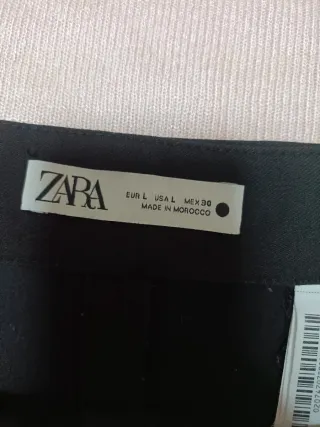 ZARA
EUR L USA L MEX 30
MADE IN MOROCCO